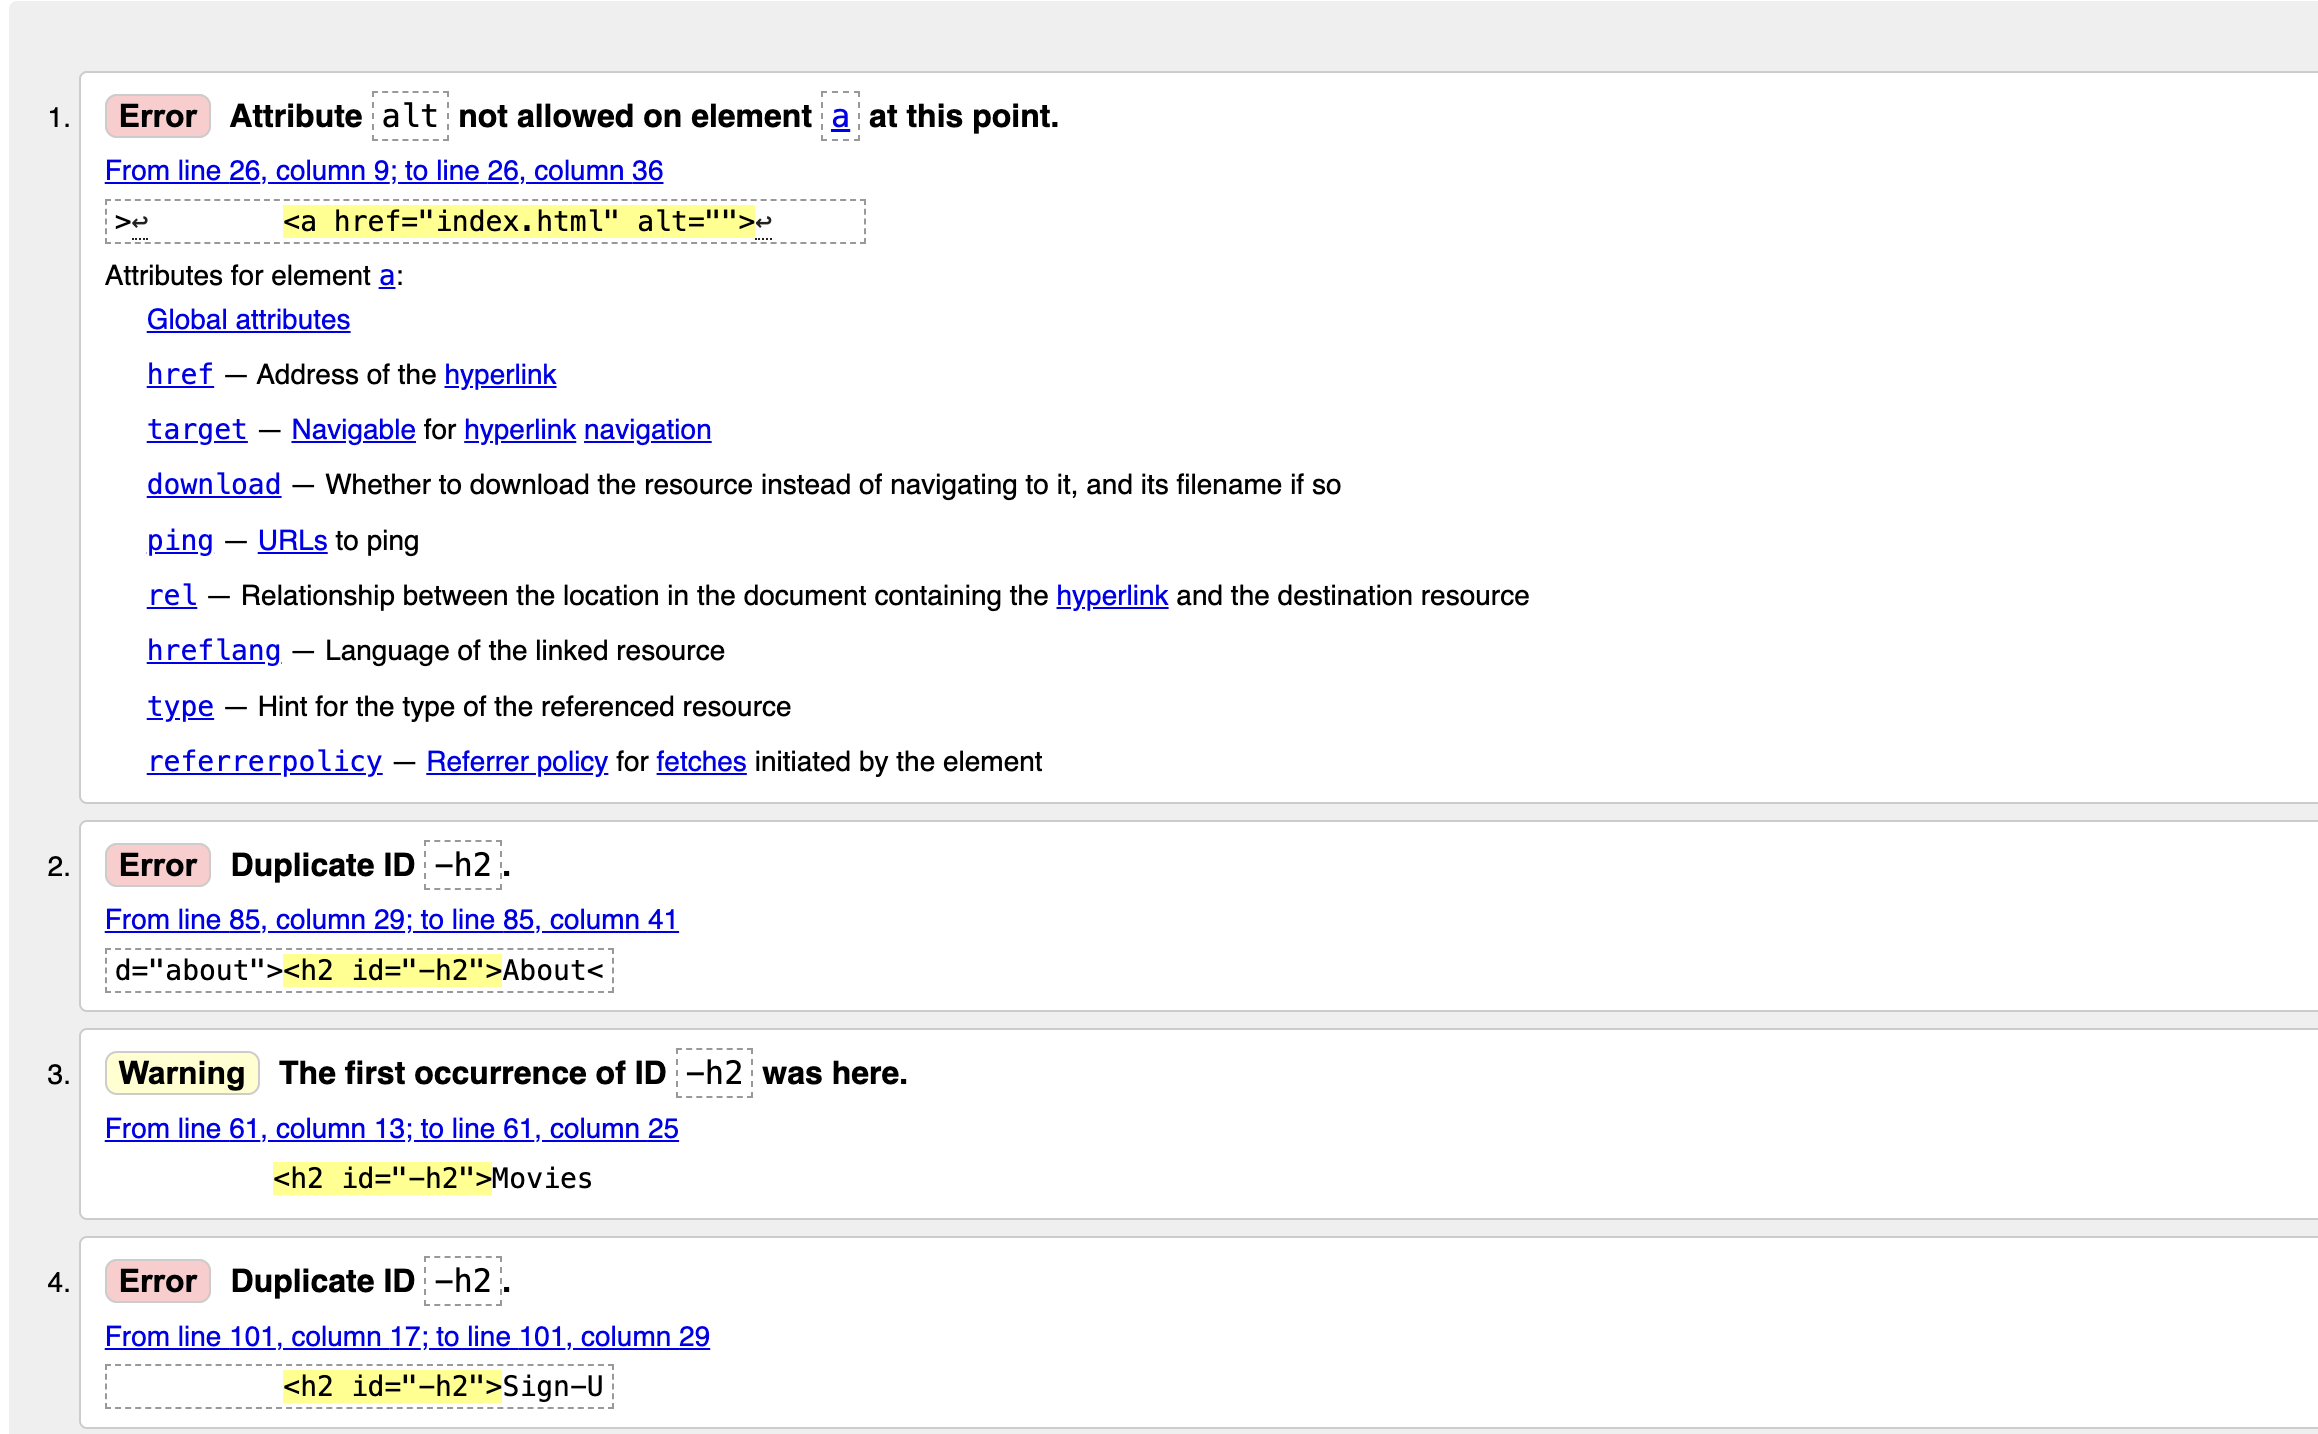 1. Error Attribute alt not allowed on element a at this point.
From line 26, column 9; to line 26, column 36
>↩        <a href="index.html" alt="">↩
Attributes for element a:
Global attributes
href — Address of the hyperlink
target — Navigable for hyperlink navigation
download — Whether to download the resource instead of navigating to it, and its filename if so
ping — URLs to ping
rel — Relationship between the location in the document containing the hyperlink and the destination resource
hreflang — Language of the linked resource
type — Hint for the type of the referenced resource
referrerpolicy — Referrer policy for fetches initiated by the element
2. Error Duplicate ID -h2.
From line 85, column 29; to line 85, column 41
d="about"><h2 id="-h2">About<
3. Warning The first occurrence of ID -h2 was here.
From line 61, column 13; to line 61, column 25
<h2 id="-h2">Movies
4. Error Duplicate ID -h2.
From line 101, column 17; to line 101, column 29
<h2 id="-h2">Sign-U